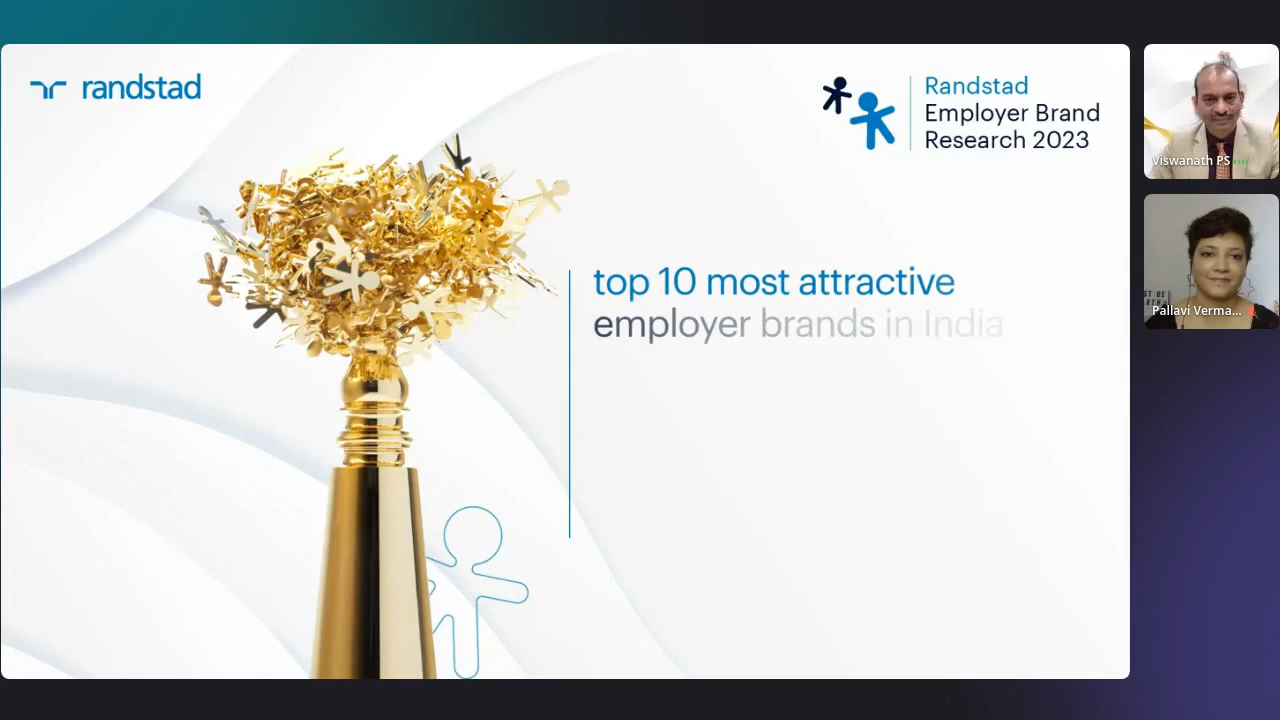 randstad
Randstad
Employer Brand
Research 2023
top 10 most attractive
employer brands in India
Viswanath PS
Pallavi Verma...